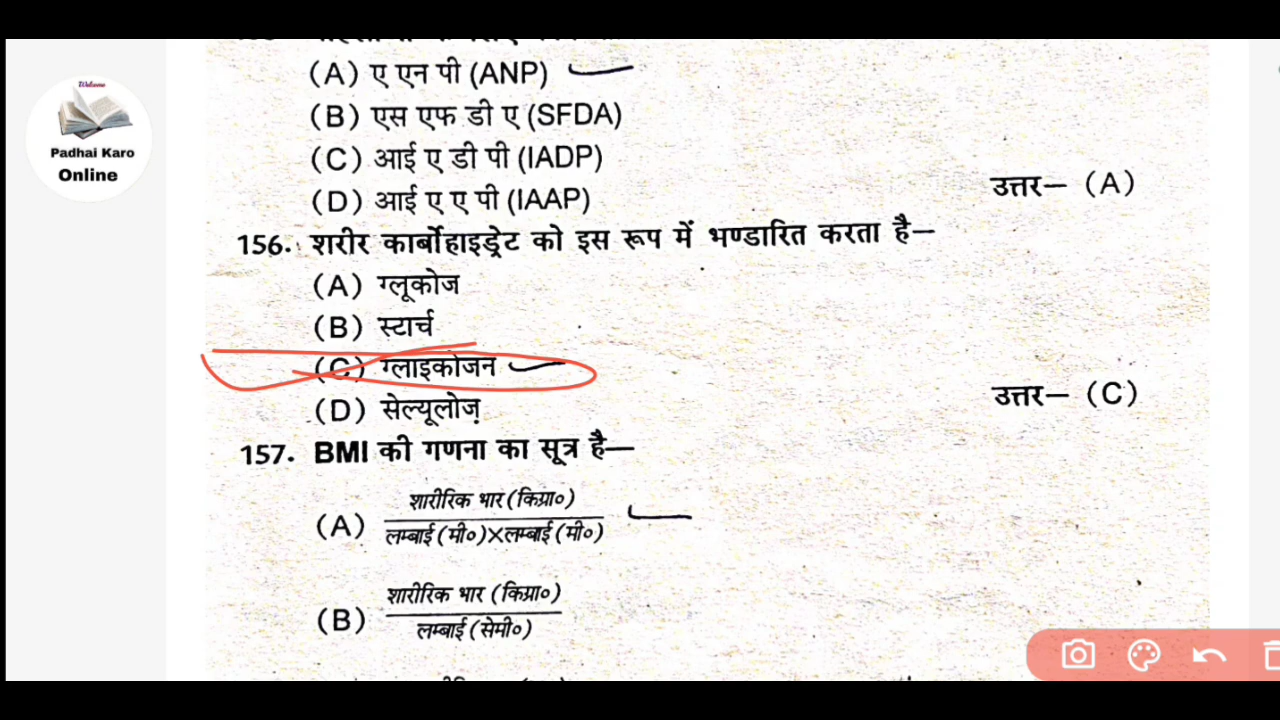 Welcome
Padhai Karo
Online
(A) ए एन पी (ANP)
(B) एस एफ डी ए (SFDA)
(C) आई ए डी पी (IADP)
(D) आई ए ए पी (IAAP)
उत्तर— (A)
156. शरीर कार्बोहाइड्रेट को इस रूप में भण्डारित करता है—
(A) ग्लूकोज
(B) स्टार्च
(C) ग्लाइकोजन
(D) सेल्यूलोज़
उत्तर— (C)
157. BMI की गणना का सूत्र है—
(A) शारीरिक भार (किग्रा०)
लम्बाई (मी०)×लम्बाई (मी०)
(B) शारीरिक भार (किग्रा०)
लम्बाई (सेमी०)